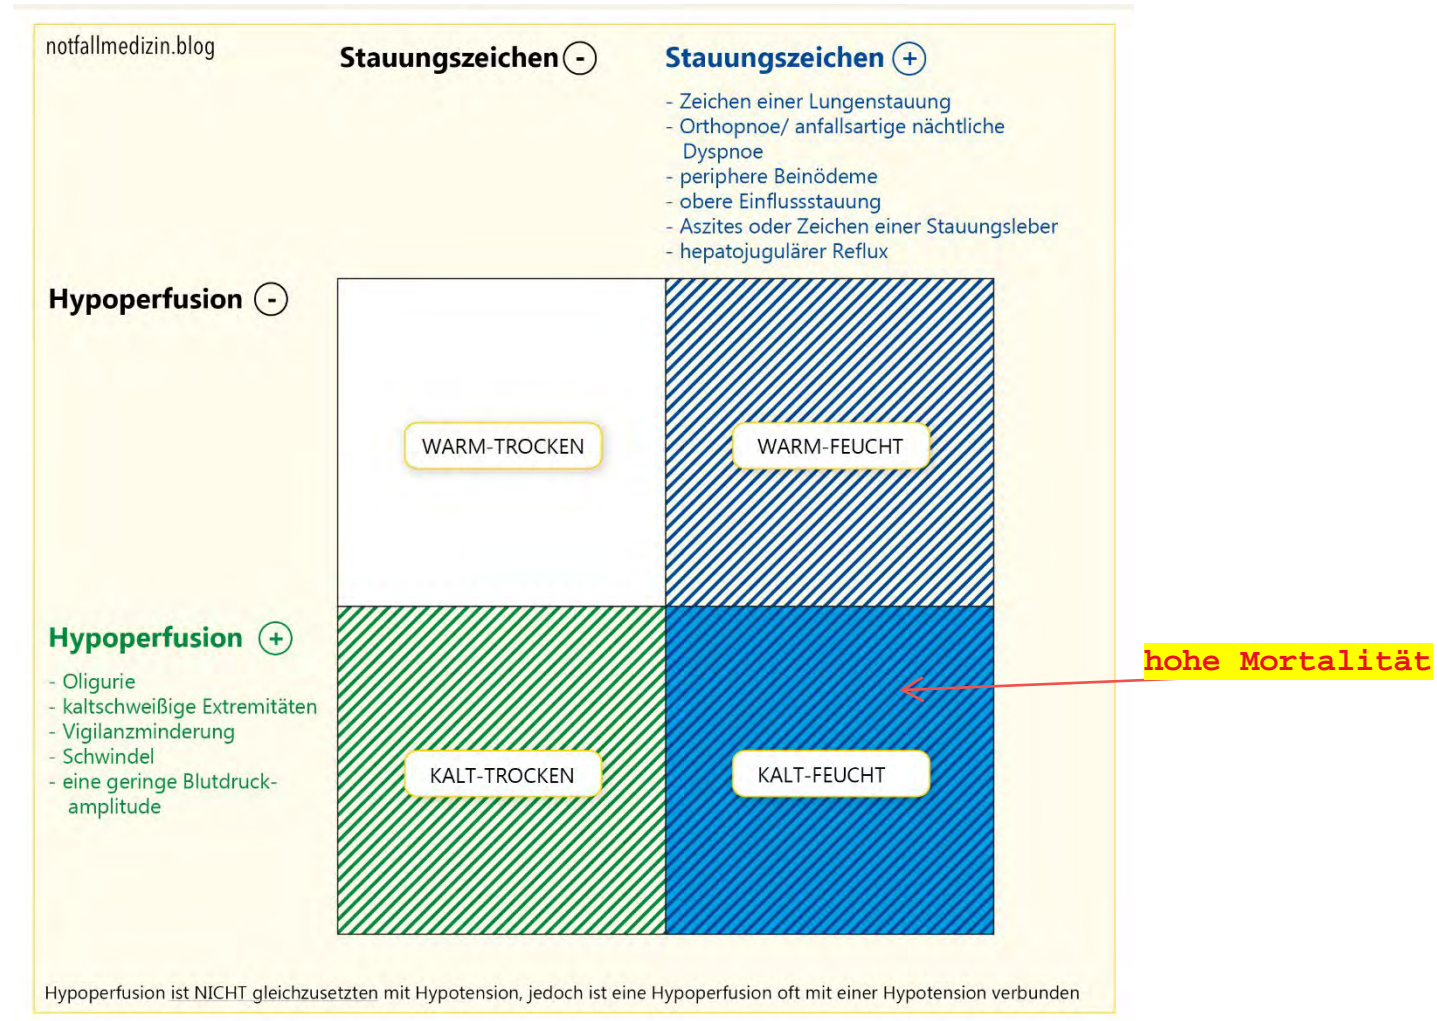 notfallmedizin.blog
Stauungszeichen -
Stauungszeichen +
- Zeichen einer Lungenstauung
- Orthopnoe/ anfallsartige nächtliche
Dyspnoe
- periphere Beinödeme
- obere Einflussstauung
- Aszites oder Zeichen einer Stauungsleber
- hepatojugulärer Reflux
Hypoperfusion -
WARM-TROCKEN
WARM-FEUCHT
Hypoperfusion +
- Oligurie
- kaltschweißige Extremitäten
- Vigilanzminderung
- Schwindel
- eine geringe Blutdruck-
amplitude
KALT-TROCKEN
KALT-FEUCHT
hohe Mortalität
Hypoperfusion ist NICHT gleichzusetzten mit Hypotension, jedoch ist eine Hypoperfusion oft mit einer Hypotension verbunden